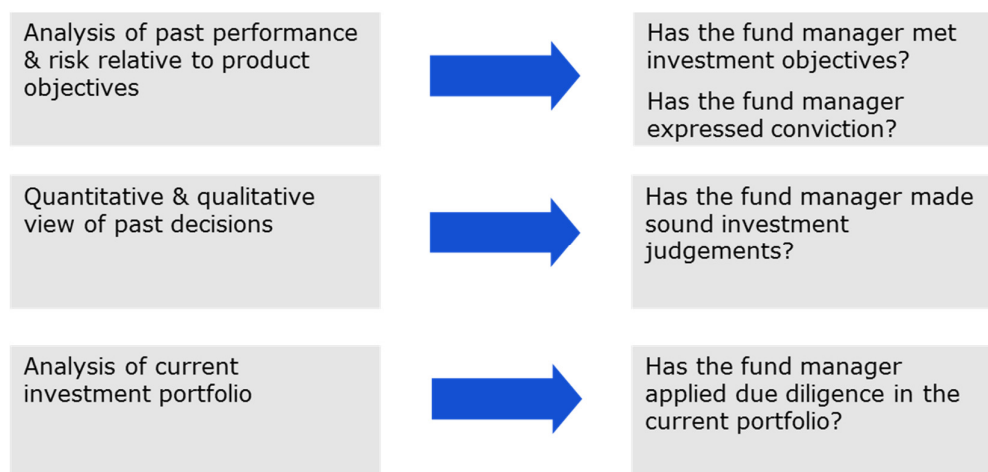 Analysis of past performance
& risk relative to product
objectives
Has the fund manager met
investment objectives?
Has the fund manager
expressed conviction?
Quantitative & qualitative
view of past decisions
Has the fund manager made
sound investment
judgements?
Analysis of current
investment portfolio
Has the fund manager
applied due diligence in the
current portfolio?